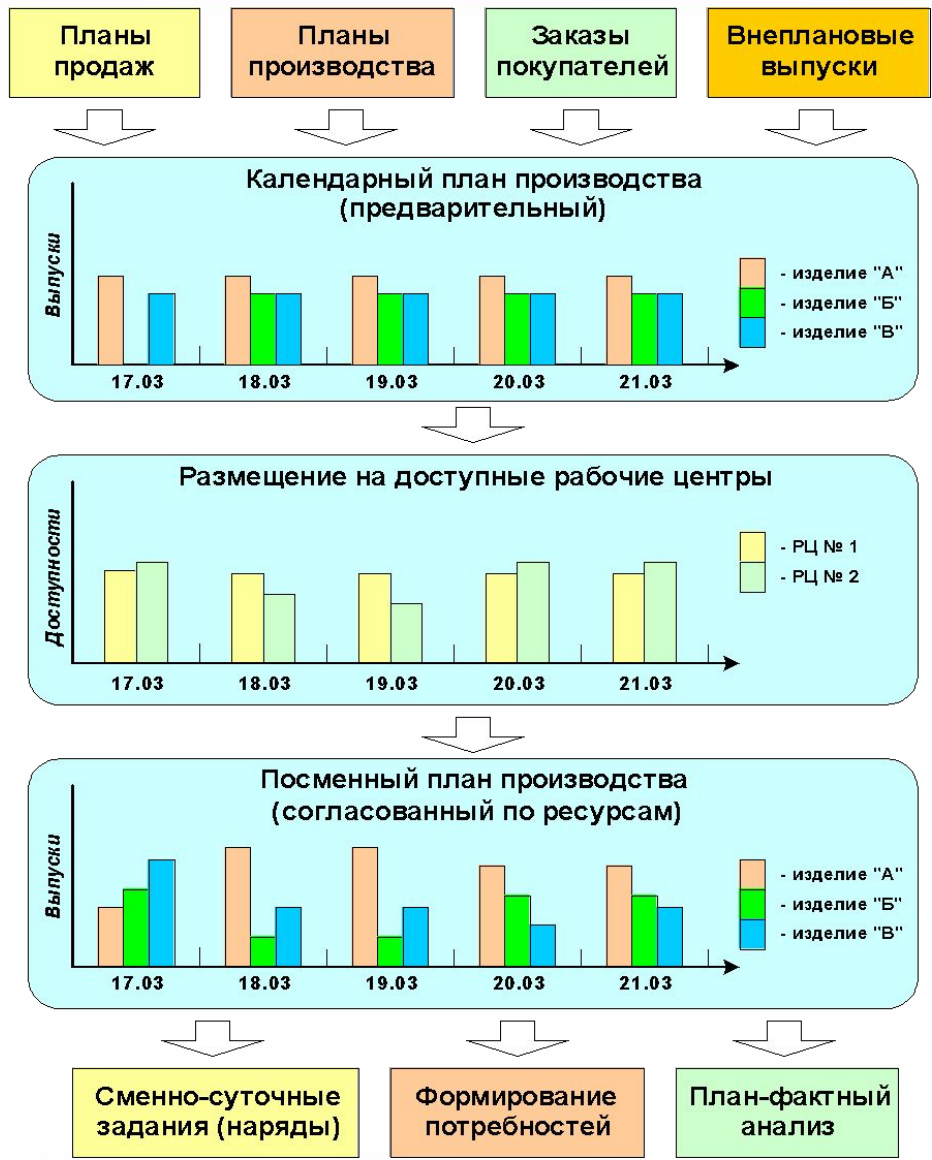 Планы
продаж
Планы
производства
Заказы
покупателей
Внеплановые
выпуски
Календарный план производства
(предварительный)
Выпуски
- изделие "А"
- изделие "Б"
- изделие "В"
17.03
18.03
19.03
20.03
21.03
Размещение на доступные рабочие центры
Доступности
- РЦ № 1
- РЦ № 2
17.03
18.03
19.03
20.03
21.03
Посменный план производства
(согласованный по ресурсам)
Выпуски
- изделие "А"
- изделие "Б"
- изделие "В"
17.03
18.03
19.03
20.03
21.03
Сменно-суточные
задания (наряды)
Формирование
потребностей
План-фактный
анализ